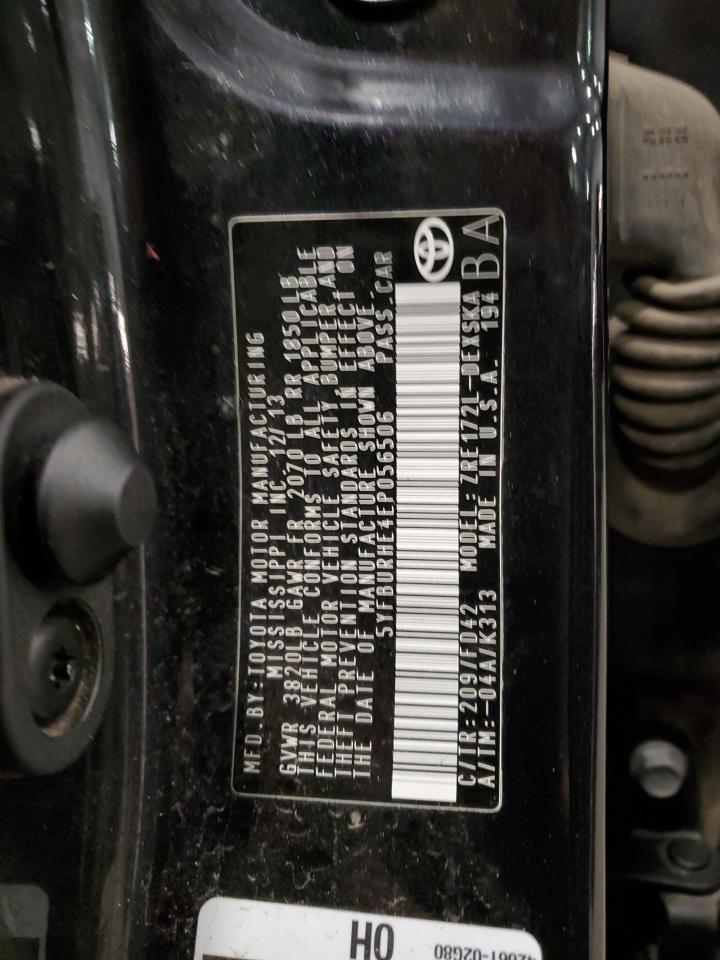 MFD. BY: TOYOTA MOTOR MANUFACTURING
MISSISSIPPI INC. 12/13
GVWR 3820LB GAWR FR 2070 LB RR 1850LB
THIS VEHICLE CONFORMS TO ALL APPLICABLE
FEDERAL MOTOR VEHICLE SAFETY BUMPER, AND
THEFT PREVENTION STANDARDS IN EFFECT ON
THE DATE OF MANUFACTURE SHOWN ABOVE.
5YFBURHE4EP056506 PASS. CAR
C/TR: 209/FD42 MODEL: ZRE172L-DEXSKA
A/TM: -04A/K313 MADE IN U.S.A. 194
BA
OH
42661-02G80